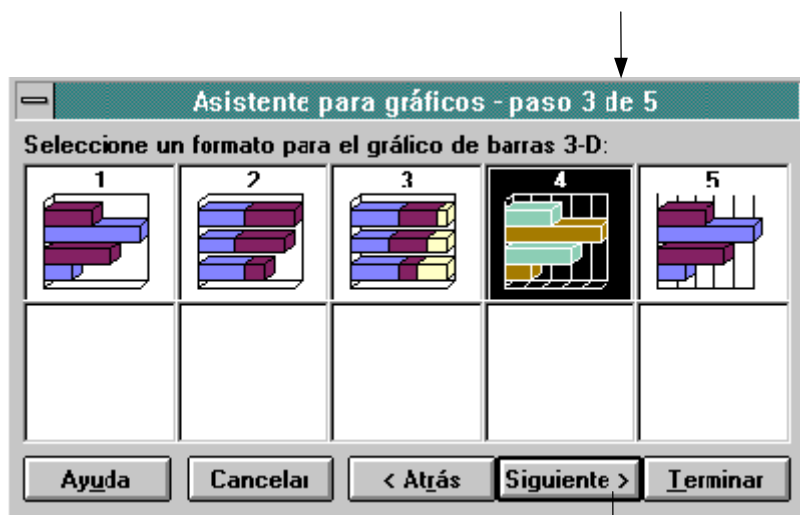 Asistente para gráficos - paso 3 de 5
Seleccione un formato para el gráfico de barras 3-D:
1 2 3 4 5
Ayuda Cancelar < Atrás Siguiente > Terminar